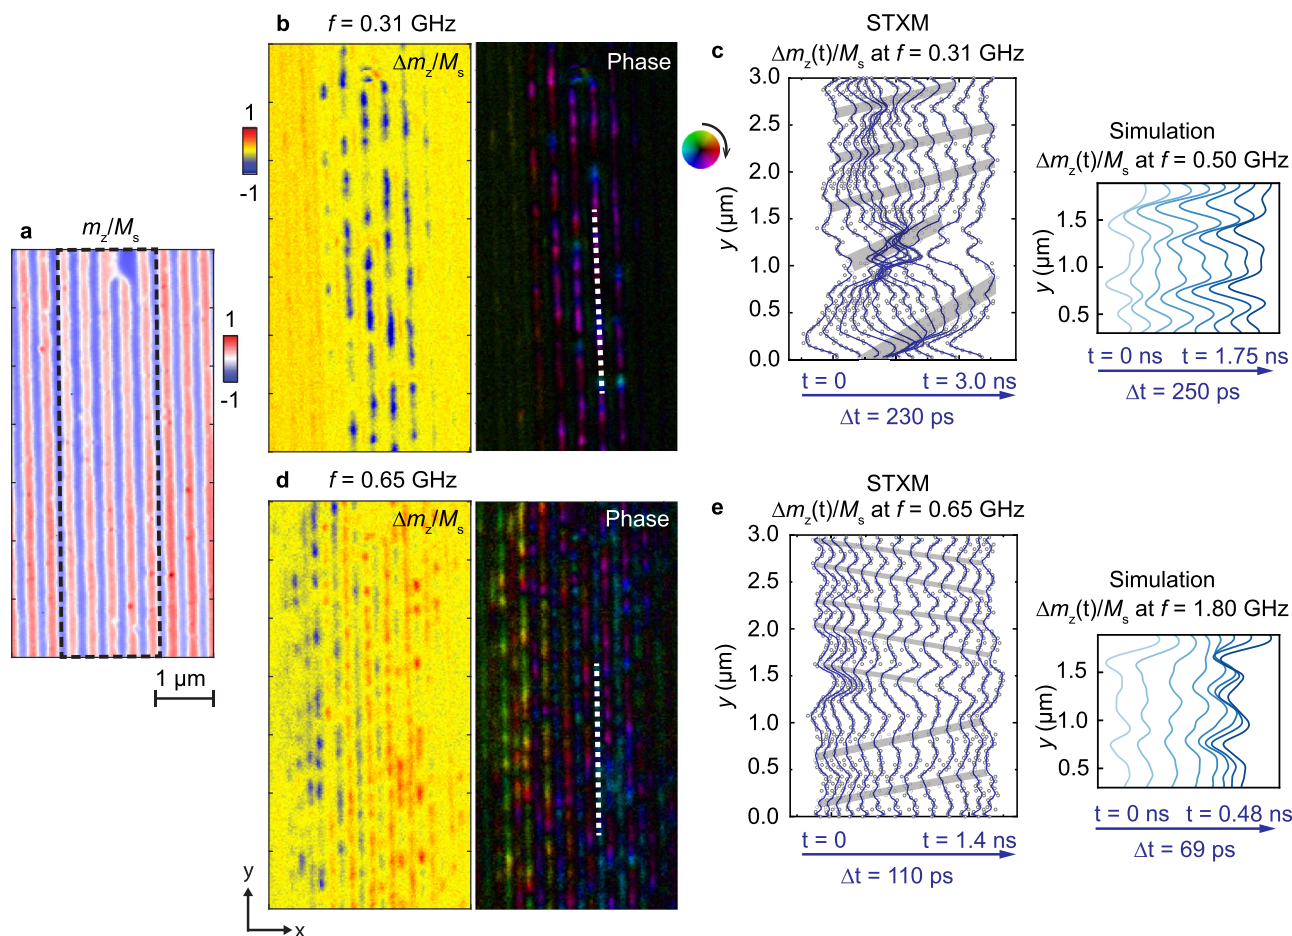 a
m_z/M_s
1
-1
1 µm
b
f = 0.31 GHz
Δm_z/M_s
Phase
1
-1
STXM
c
Δm_z(t)/M_s at f = 0.31 GHz
3.0
2.5
2.0
1.5
1.0
0.5
0.0
y (µm)
t = 0
t = 3.0 ns
Δt = 230 ps
Simulation
Δm_z(t)/M_s at f = 0.50 GHz
1.5
1.0
0.5
y (µm)
t = 0 ns
t = 1.75 ns
Δt = 250 ps
d
f = 0.65 GHz
Δm_z/M_s
Phase
y
x
STXM
e
Δm_z(t)/M_s at f = 0.65 GHz
3.0
2.5
2.0
1.5
1.0
0.5
0.0
y (µm)
t = 0
t = 1.4 ns
Δt = 110 ps
Simulation
Δm_z(t)/M_s at f = 1.80 GHz
1.5
1.0
0.5
y (µm)
t = 0 ns
t = 0.48 ns
Δt = 69 ps